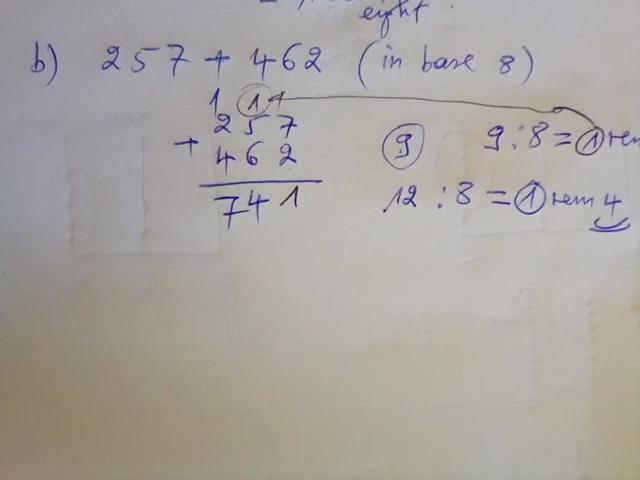 eight.
b) 257 + 462 (in base 8)
1 1
257
+ 462
9 9 : 8 = 1 rem
741 12 : 8 = 1 rem 4